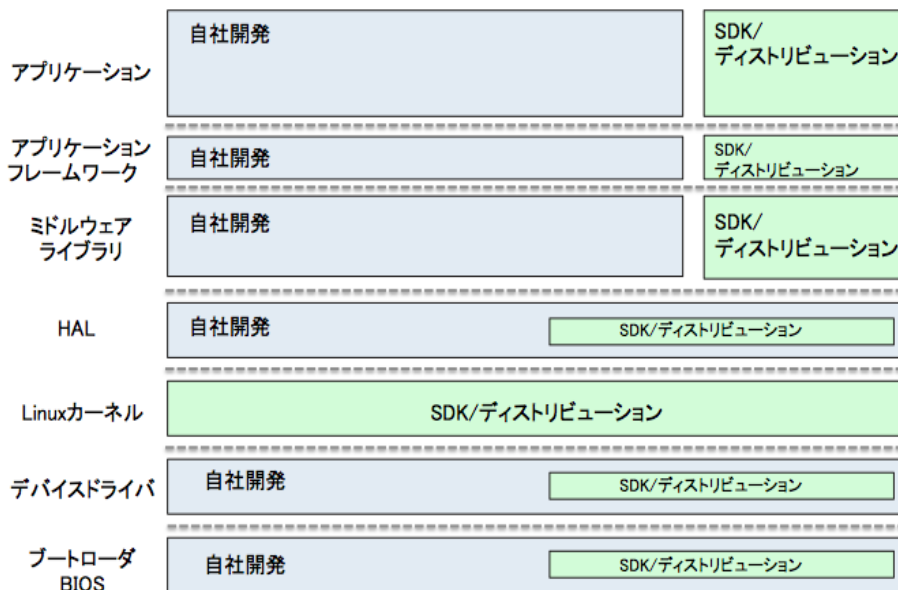 アプリケーション
自社開発
SDK/
ディストリビューション
アプリケーション
フレームワーク
自社開発
SDK/
ディストリビューション
ミドルウェア
ライブラリ
自社開発
SDK/
ディストリビューション
HAL
自社開発
SDK/ディストリビューション
Linuxカーネル
SDK/ディストリビューション
デバイスドライバ
自社開発
SDK/ディストリビューション
ブートローダ
BIOS
自社開発
SDK/ディストリビューション